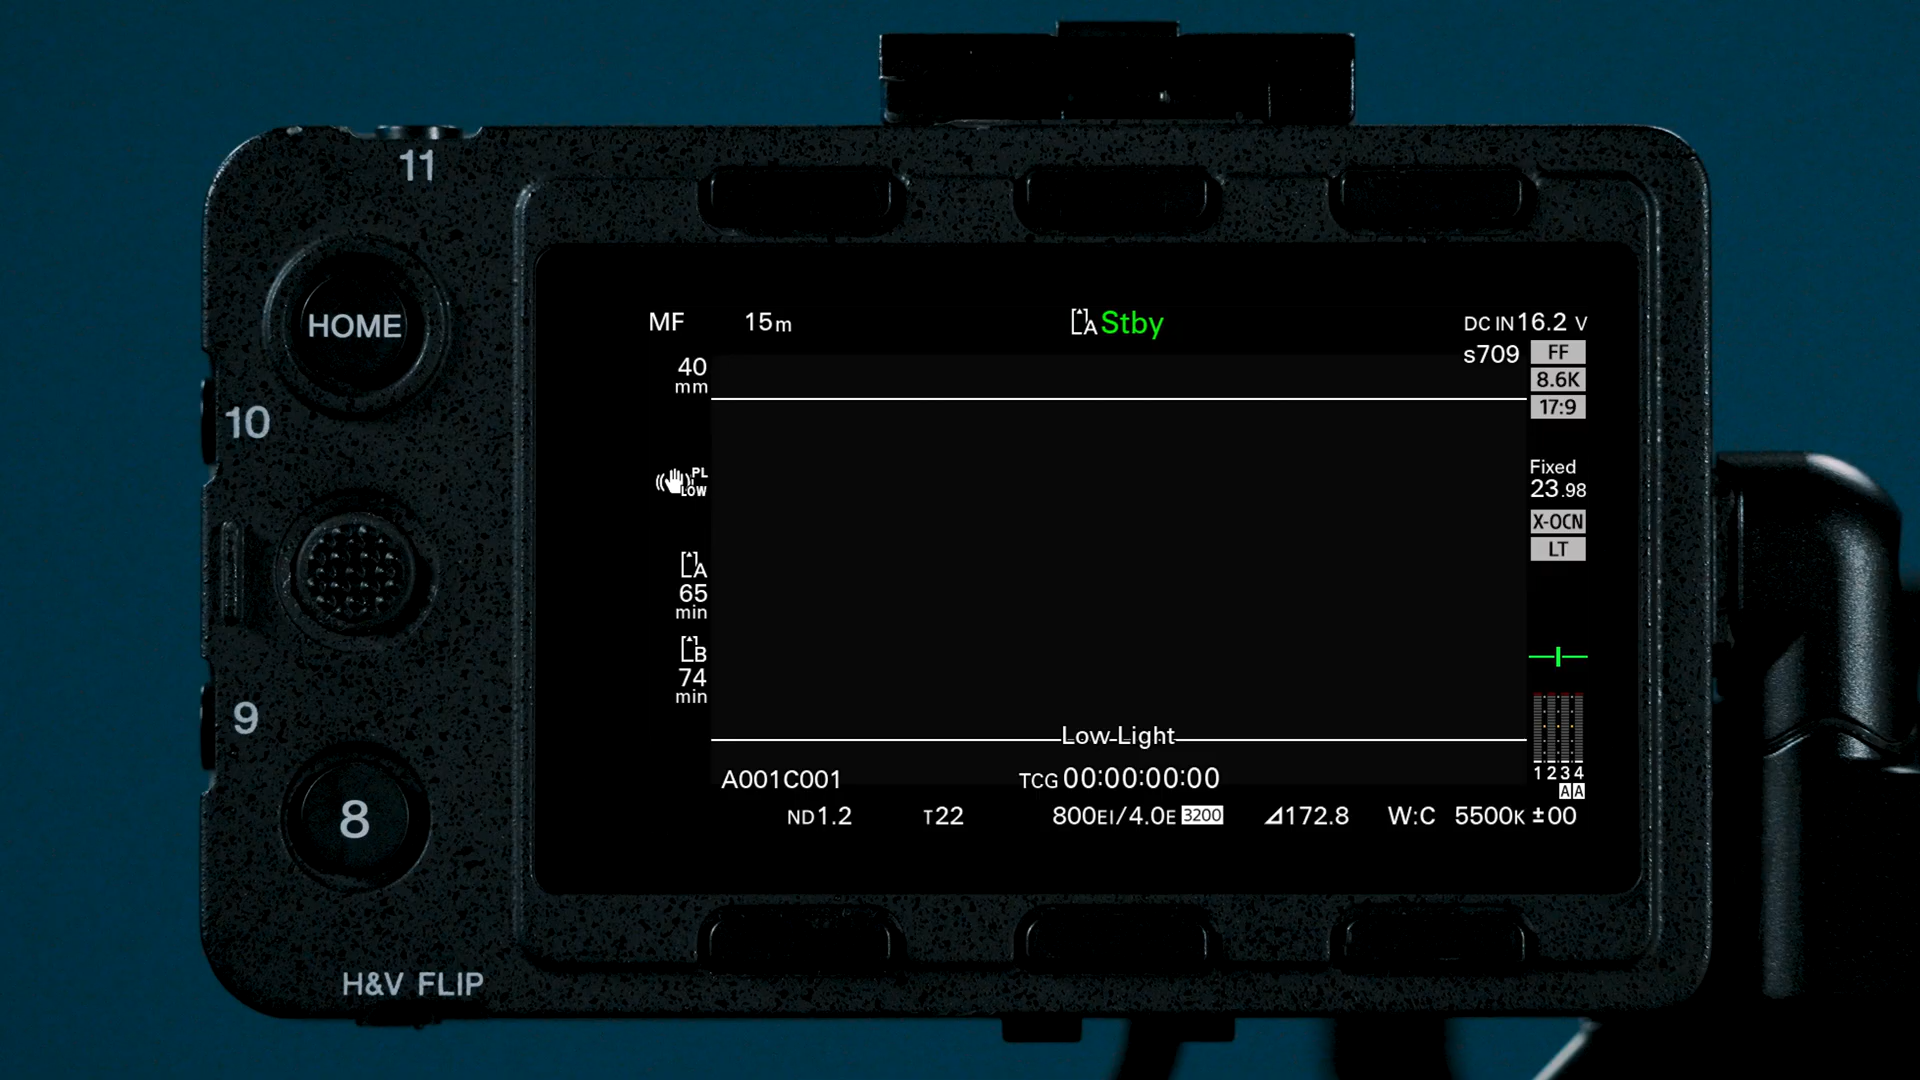 11
HOME
10
9
8
H&V FLIP
MF 15m A Stby DC IN 16.2 V
s709 FF
8.6K
17:9
40
mm
PL
LOW
Fixed
23.98
X-OCN
LT
A
65
min
B
74
min
Low-Light
1 2 3 4
A A
A001C001 TCG 00:00:00:00
ND1.2 T22 800EI/4.0E 3200 ⊿172.8 W:C 5500K ±00